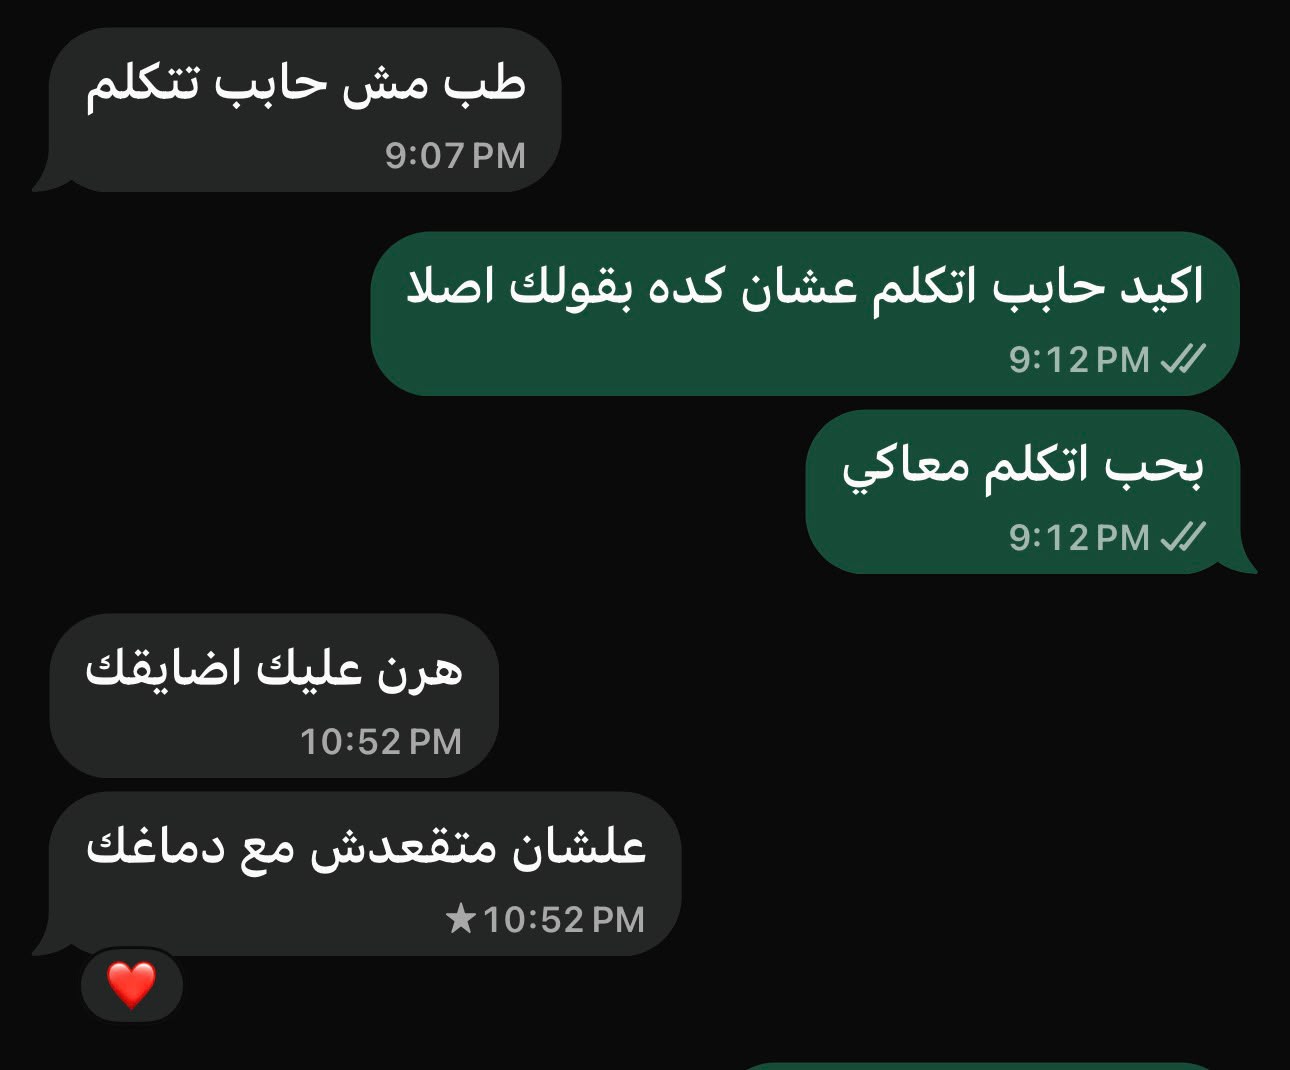 طب مش حابب تتكلم
9:07 PM
اكيد حابب اتكلم عشان كده بقولك اصلا
9:12 PM
بحب اتكلم معاكي
9:12 PM
هرن عليك اضايقك
10:52 PM
علشان متقعدش مع دماغك
10:52 PM